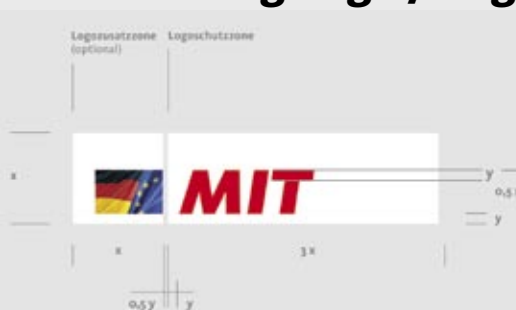 Logozusatzzone Logoschutzzone
(optional)
x
MIT
y
0,5
y
x
3 x
0,5 y
y